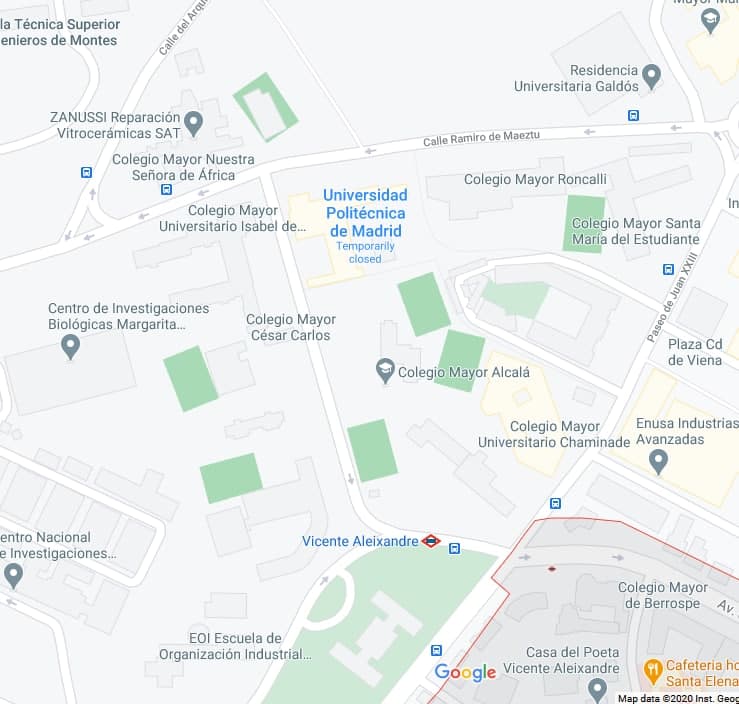 la Técnica Superior
enieros de Montes
Calle del Arqu
Mayor
Residencia
Universitaria Galdós
ZANUSSI Reparación
Vitrocerámicas SAT
Calle Ramiro de Maeztu
Colegio Mayor Nuestra
Señora de África
Colegio Mayor Roncalli
Universidad
Politécnica
de Madrid
Temporarily
closed
Colegio Mayor
Universitario Isabel de...
In
Colegio Mayor Santa
María del Estudiante
Paseo de Juan XXIII
Centro de Investigaciones
Biológicas Margarita...
Colegio Mayor
César Carlos
Plaza Cd
de Viena
Colegio Mayor Alcalá
Colegio Mayor
Universitario Chaminade
Enusa Industrias
Avanzadas
entro Nacional
e Investigaciones...
Vicente Aleixandre
Colegio Mayor
de Berrospe
Av.
EOI Escuela de
Organización Industrial...
Casa del Poeta
Vicente Aleixandre
Cafetería ho
Santa Elena
Google
Map data ©2020 Inst. Geog